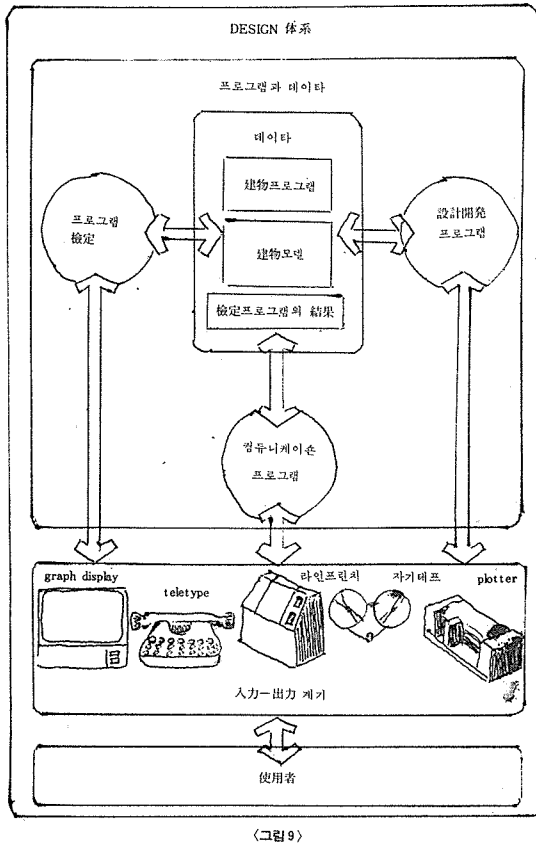 DESIGN 体系
프로그램과 데이타
데이타
建物프로그램
프로그램
檢定
設計開発
프로그램
建物모델
檢定프로그램의 結果
컴듀니케이숀
프로그램
graph display
teletype
라인프린치
자기테프
plotter
入力–出力 계기
使用者
〈그림 9〉